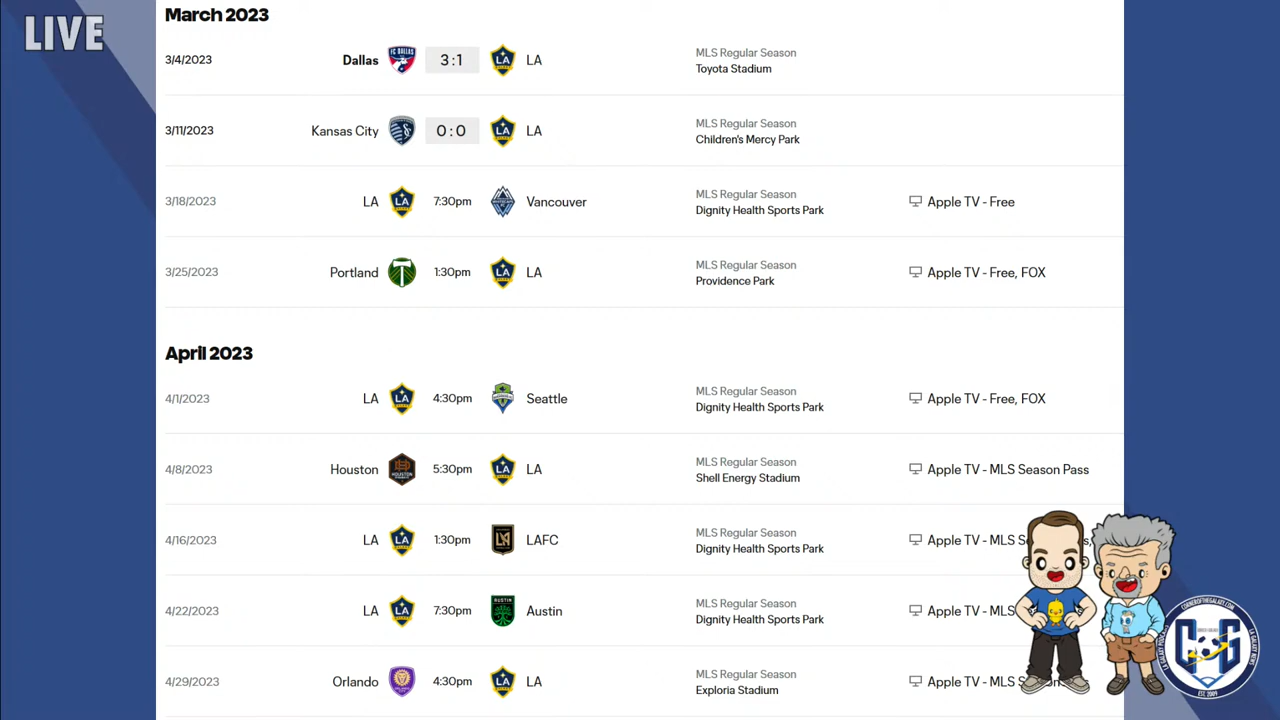 LIVE
March 2023
3/4/2023 Dallas 3:1 LA MLS Regular Season
Toyota Stadium
3/11/2023 Kansas City 0:0 LA MLS Regular Season
Children's Mercy Park
3/18/2023 LA 7:30pm Vancouver MLS Regular Season
Dignity Health Sports Park Apple TV - Free
3/25/2023 Portland 1:30pm LA MLS Regular Season
Providence Park Apple TV - Free, FOX
April 2023
4/1/2023 LA 4:30pm Seattle MLS Regular Season
Dignity Health Sports Park Apple TV - Free, FOX
4/8/2023 Houston 5:30pm LA MLS Regular Season
Shell Energy Stadium Apple TV - MLS Season Pass
4/16/2023 LA 1:30pm LAFC MLS Regular Season
Dignity Health Sports Park Apple TV - MLS
4/22/2023 LA 7:30pm Austin MLS Regular Season
Dignity Health Sports Park Apple TV - MLS
4/29/2023 Orlando 4:30pm LA MLS Regular Season
Exploria Stadium Apple TV - MLS
CORNEROFTHEGALAXY.COM
EST. 2009